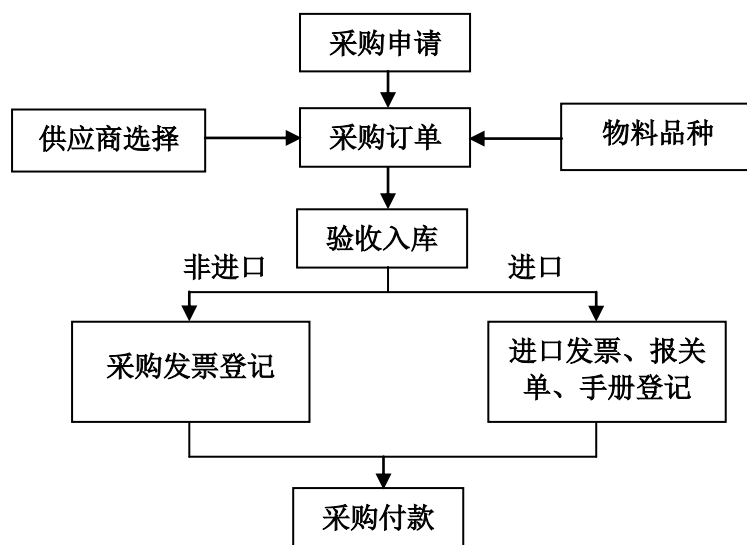 采购申请
供应商选择
采购订单
物料品种
验收入库
非进口
进口
采购发票登记
进口发票、报关
单、手册登记
采购付款